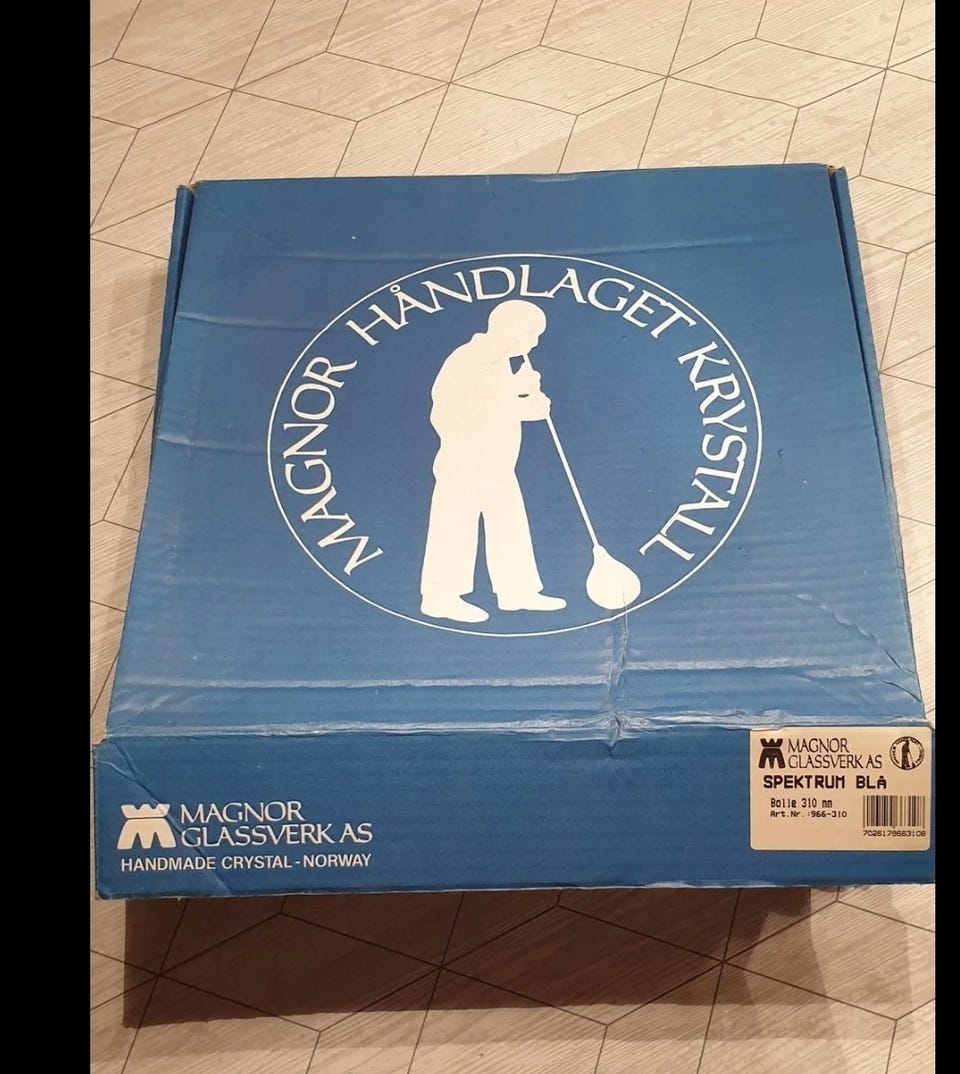 MAGNOR HÅNDLAGET KRYSTALL
MAGNOR
GLASSVERK AS
HANDMADE CRYSTAL - NORWAY
MAGNOR
GLASSVERK AS
SPEKTRUM BLÅ
Bolle 310 mm
Art.Nr.:966-310
7026178663108